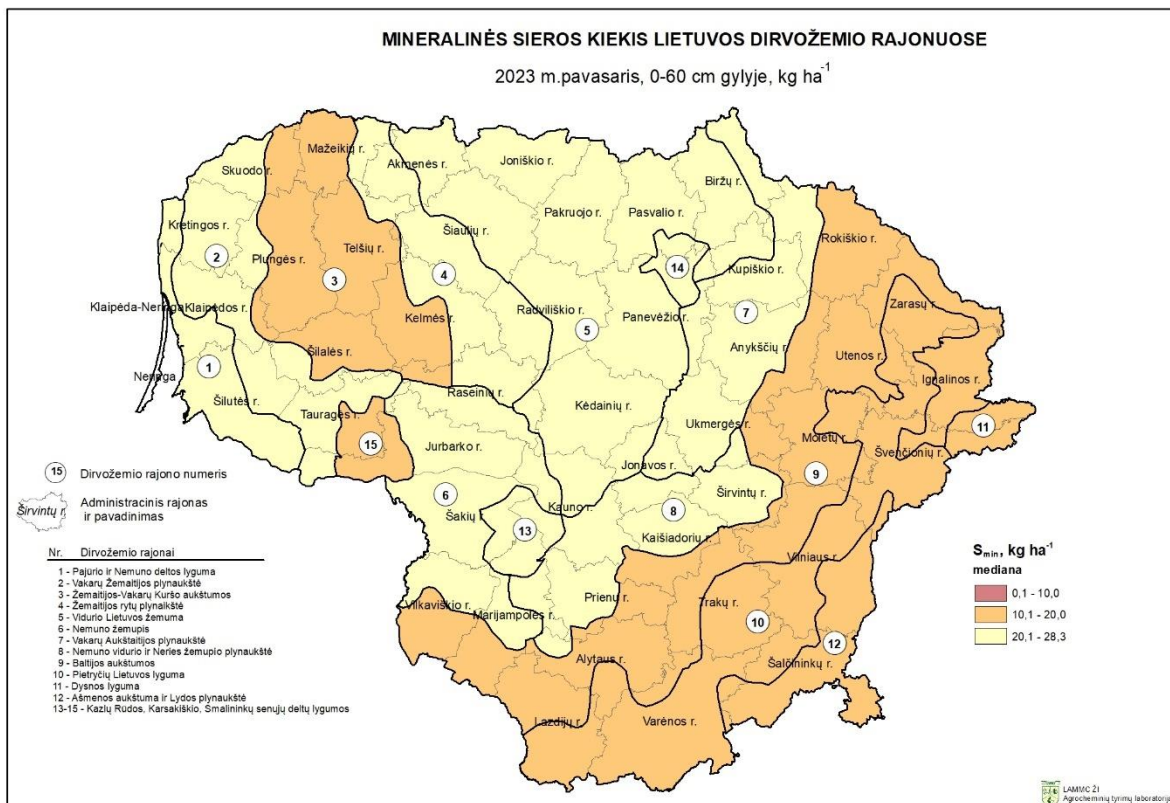 MINERALINĖS SIEROS KIEKIS LIETUVOS DIRVOŽEMIO RAJONUOSE
2023 m.pavasaris, 0-60 cm gylyje, kg ha-1
Mažeikių r.
Akmenės r.
Joniškio r.
Skuodo r.
Biržų r.
Pakruojo r.
Pasvalio r.
Kretingos r.
Šiaulių r.
Rokiškio r.
2
Plungės r.
Telšių r.
3
4
14
Kupiškio r.
Klaipėda-Neringa
Klaipėdos r.
Radviliškio r.
5
Panevėžio r.
7
Zarasų r.
Kelmės r.
Anykščių r.
Utenos r.
Šilalės r.
1
Neringa
Ignalinos r.
Šilutės r.
Raseinių r.
Kėdainių r.
Tauragės r.
Ukmergės r.
11
15
Jurbarko r.
Molėtų r.
Švenčionių r.
Jonavos r.
9
15 Dirvožemio rajono numeris
Širvintų r.
6
Kauno r.
8
Šakių r.
13
Kaišiadorių r.
Širvintų r. Administracinis rajonas
ir pavadinimas
Vilniaus r.
Prienų r.
Vilkaviškio r.
Marijampolės r.
Trakų r.
10
12
Alytaus r.
Šalčininkų r.
Lazdijų r.
Varėnos r.
Nr. Dirvožemio rajonai
1 - Pajūrio ir Nemuno deltos lyguma
2 - Vakarų Žemaitijos plynaukštė
3 - Žemaitijos-Vakarų Kuršo aukštumos
4 - Žemaitijos rytų plynaikštė
5 - Vidurio Lietuvos žemuma
6 - Nemuno žemupis
7 - Vakarų Aukštaitijos plynaukštė
8 - Nemuno vidurio ir Neries žemupio plynaukštė
9 - Baltijos aukštumos
10 - Pietryčių Lietuvos lyguma
11 - Dysnos lyguma
12 - Ašmenos aukštuma ir Lydos plynaukštė
13-15 - Kazlų Rūdos, Karsakiškio, Smalininkų senųjų deltų lygumos
Smin, kg ha-1
mediana
0,1 - 10,0
10,1 - 20,0
20,1 - 28,3
LAMMC ŽI
Agrocheminių tyrimų laboratorija